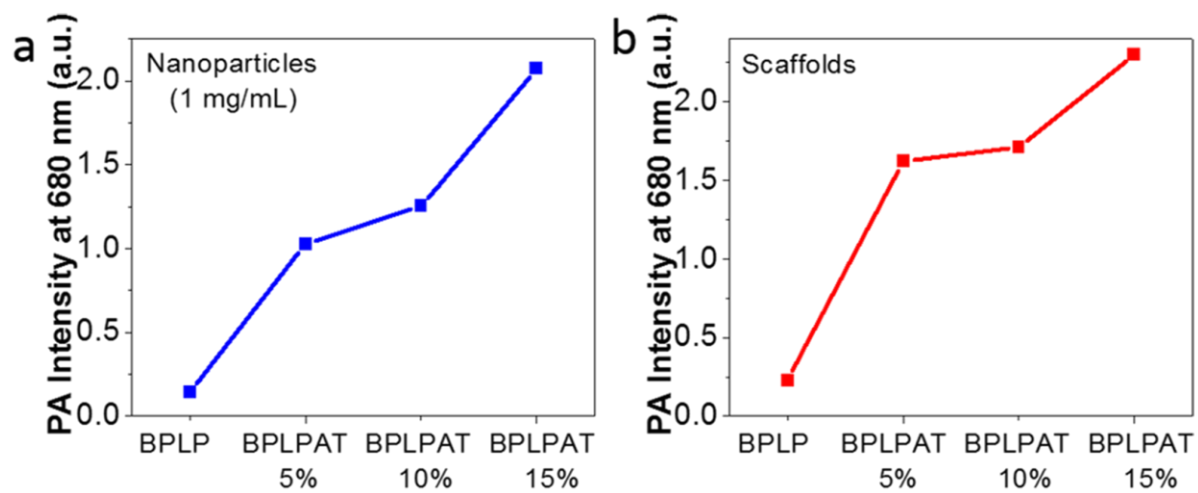 a
PA Intensity at 680 nm (a.u.)
Nanoparticles
(1 mg/mL)
2.0
1.5
1.0
0.5
0.0
BPLP BPLPAT BPLPAT BPLPAT
5% 10% 15%
b
PA Intensity at 680 nm (a.u.)
Scaffolds
2.0
1.5
1.0
0.5
0.0
BPLP BPLPAT BPLPAT BPLPAT
5% 10% 15%